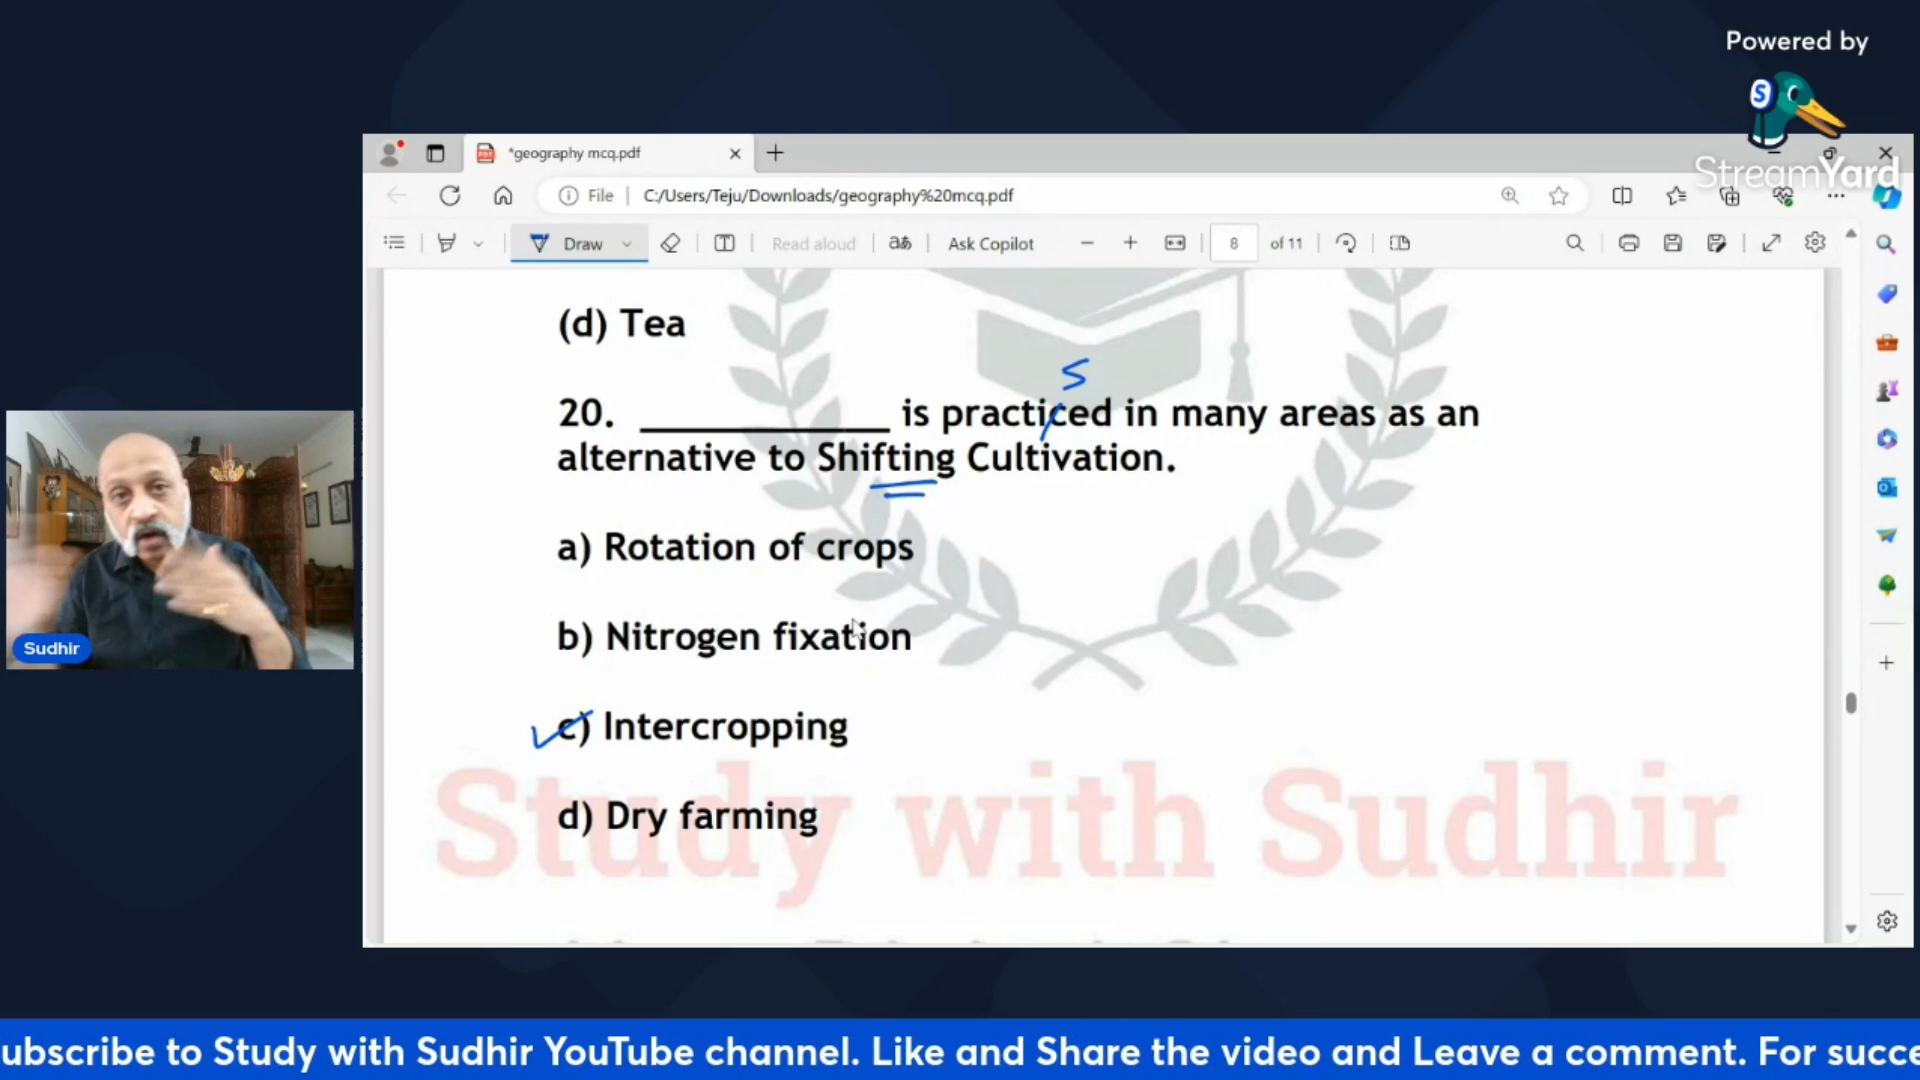 Powered by
StreamYard
*geography mcq.pdf
File
C:/Users/Teju/Downloads/geography%20mcq.pdf
Draw
Read aloud
aあ
Ask Copilot
8
of 11
(d) Tea
S
20. ____________ is practiced in many areas as an
alternative to Shifting Cultivation.
a) Rotation of crops
b) Nitrogen fixation
c) Intercropping
d) Dry farming
Study with Sudhir
Sudhir
ubscribe to Study with Sudhir YouTube channel. Like and Share the video and Leave a comment. For succe